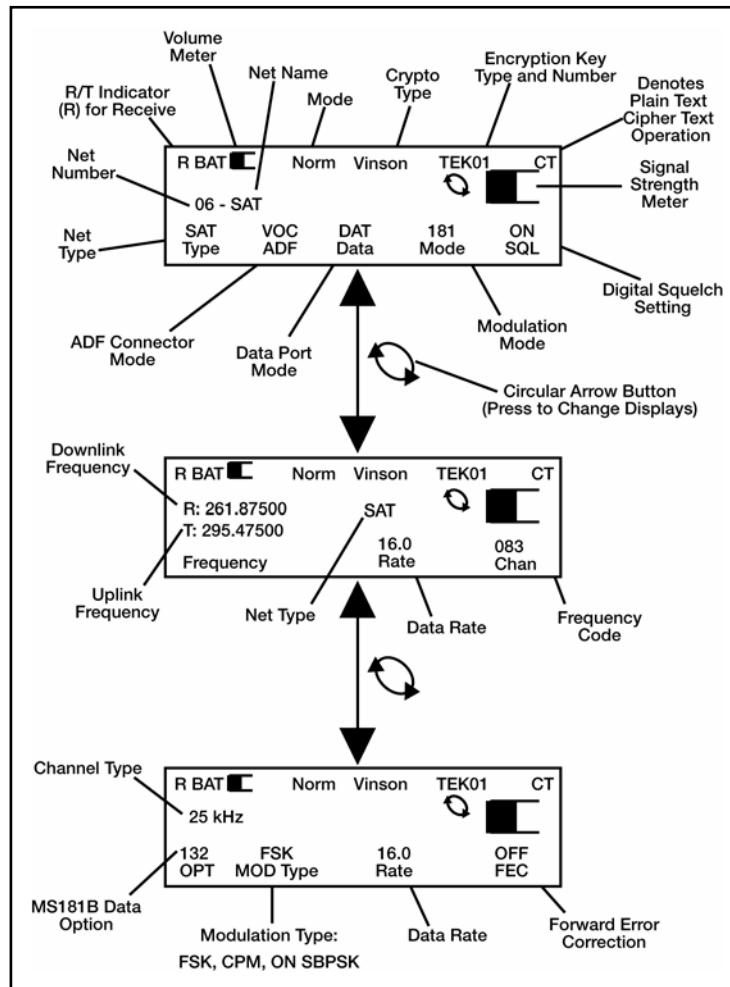 Volume
Meter
Net Name
Encryption Key
Type and Number
R/T Indicator
(R) for Receive
Mode
Crypto
Type
Denotes
Plain Text
Cipher Text
Operation
Net
Number
R BAT Norm Vinson TEK01 CT
Signal
Strength
Meter
06 - SAT
Net
Type
SAT VOC DAT 181 ON
Type ADF Data Mode SQL
Digital Squelch
Setting
ADF Connector
Mode
Data Port
Mode
Modulation
Mode
Circular Arrow Button
(Press to Change Displays)
Downlink
Frequency
R BAT Norm Vinson TEK01 CT
R: 261.87500 SAT
T: 295.47500
16.0 083
Frequency Rate Chan
Uplink
Frequency
Net Type
Data Rate
Frequency
Code
Channel Type
R BAT Norm Vinson TEK01 CT
25 kHz
132 FSK 16.0 OFF
OPT MOD Type Rate FEC
MS181B Data
Option
Modulation Type:
FSK, CPM, ON SBPSK
Data Rate
Forward Error
Correction